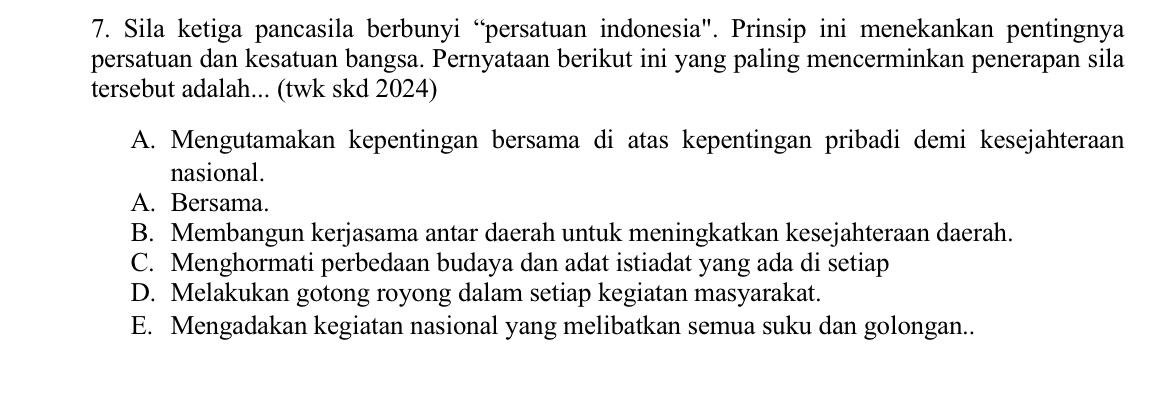 7. Sila ketiga pancasila berbunyi “persatuan indonesia". Prinsip ini menekankan pentingnya
persatuan dan kesatuan bangsa. Pernyataan berikut ini yang paling mencerminkan penerapan sila
tersebut adalah... (twk skd 2024)
A. Mengutamakan kepentingan bersama di atas kepentingan pribadi demi kesejahteraan
nasional.
A. Bersama.
B. Membangun kerjasama antar daerah untuk meningkatkan kesejahteraan daerah.
C. Menghormati perbedaan budaya dan adat istiadat yang ada di setiap
D. Melakukan gotong royong dalam setiap kegiatan masyarakat.
E. Mengadakan kegiatan nasional yang melibatkan semua suku dan golongan..